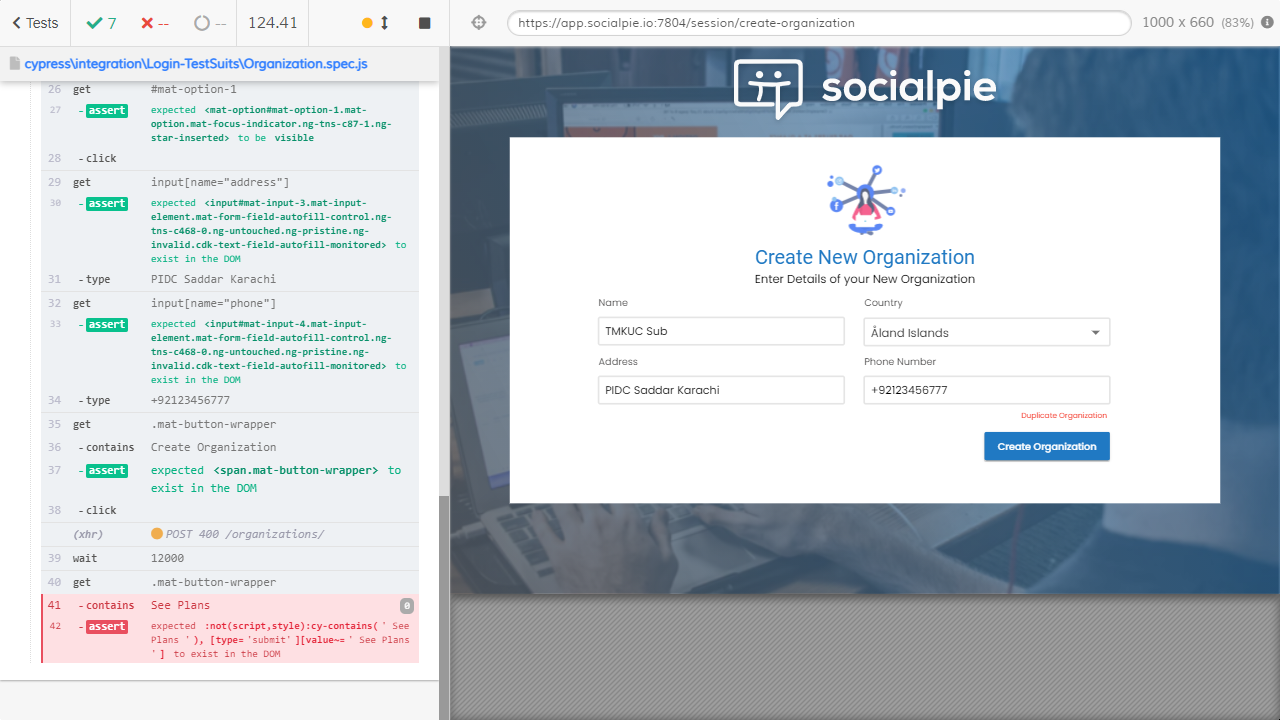 Tests
7
--
--
124.41
https://app.socialpie.io:7804/session/create-organization
1000 x 660 (83%)
cypress\integration\Login-TestSuits\Organization.spec.js
26 get #mat-option-1
27 -assert expected <mat-option#mat-option-1.mat-
option.mat-focus-indicator.ng-tns-c87-1.ng-
star-inserted> to be visible
28 -click
29 get input[name="address"]
30 -assert expected <input#mat-input-3.mat-input-
element.mat-form-field-autofill-control.ng-
tns-c468-0.ng-untouched.ng-pristine.ng-
invalid.cdk-text-field-autofill-monitored> to
exist in the DOM
31 -type PIDC Saddar Karachi
32 get input[name="phone"]
33 -assert expected <input#mat-input-4.mat-input-
element.mat-form-field-autofill-control.ng-
tns-c468-0.ng-untouched.ng-pristine.ng-
invalid.cdk-text-field-autofill-monitored> to
exist in the DOM
34 -type +92123456777
35 get .mat-button-wrapper
36 -contains Create Organization
37 -assert expected <span.mat-button-wrapper> to
exist in the DOM
38 -click
(xhr) POST 400 /organizations/
39 wait 12000
40 get .mat-button-wrapper
41 -contains See Plans 0
42 -assert expected :not(script,style):cy-contains(' See
Plans '), [type='submit'][value~=' See Plans
'] to exist in the DOM
socialpie
Create New Organization
Enter Details of your New Organization
Name
Country
TMKUC Sub
Åland Islands
Address
Phone Number
PIDC Saddar Karachi
+92123456777
Duplicate Organization
Create Organization